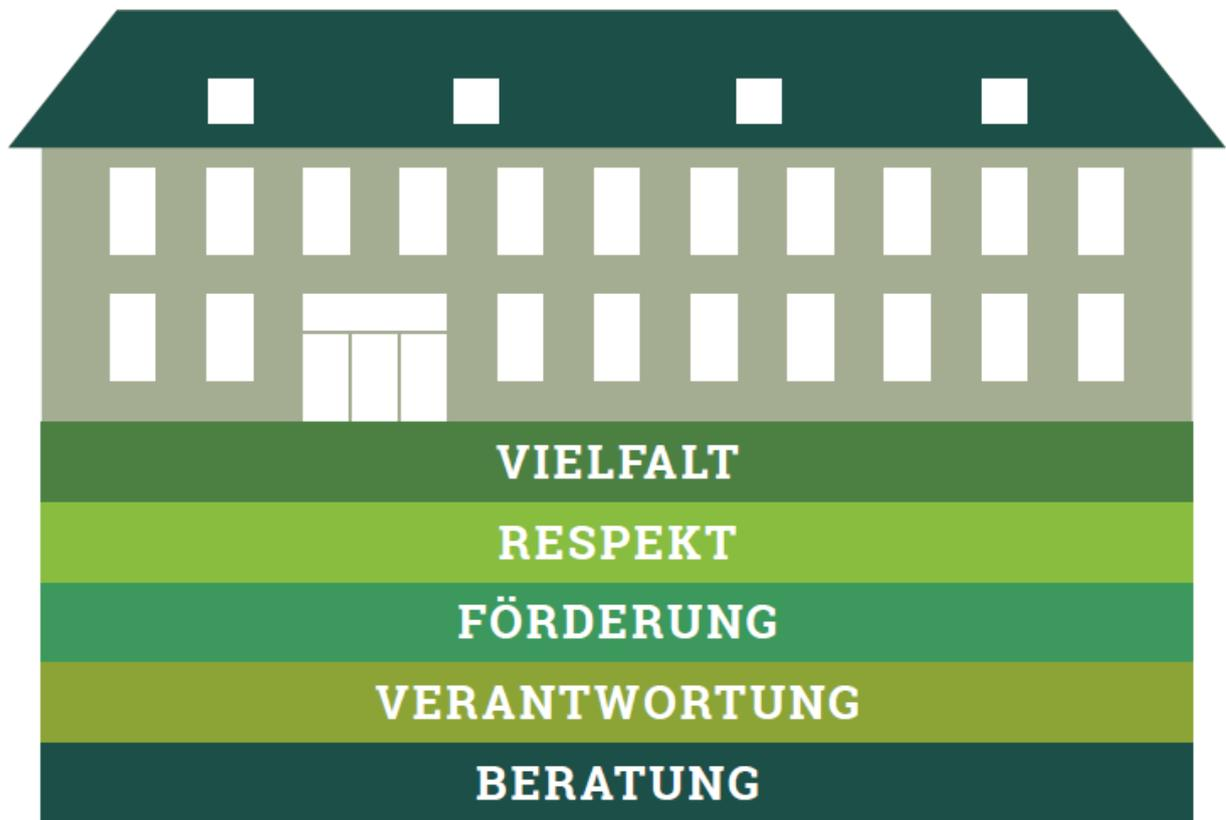 VIELFALT
RESPEKT
FÖRDERUNG
VERANTWORTUNG
BERATUNG